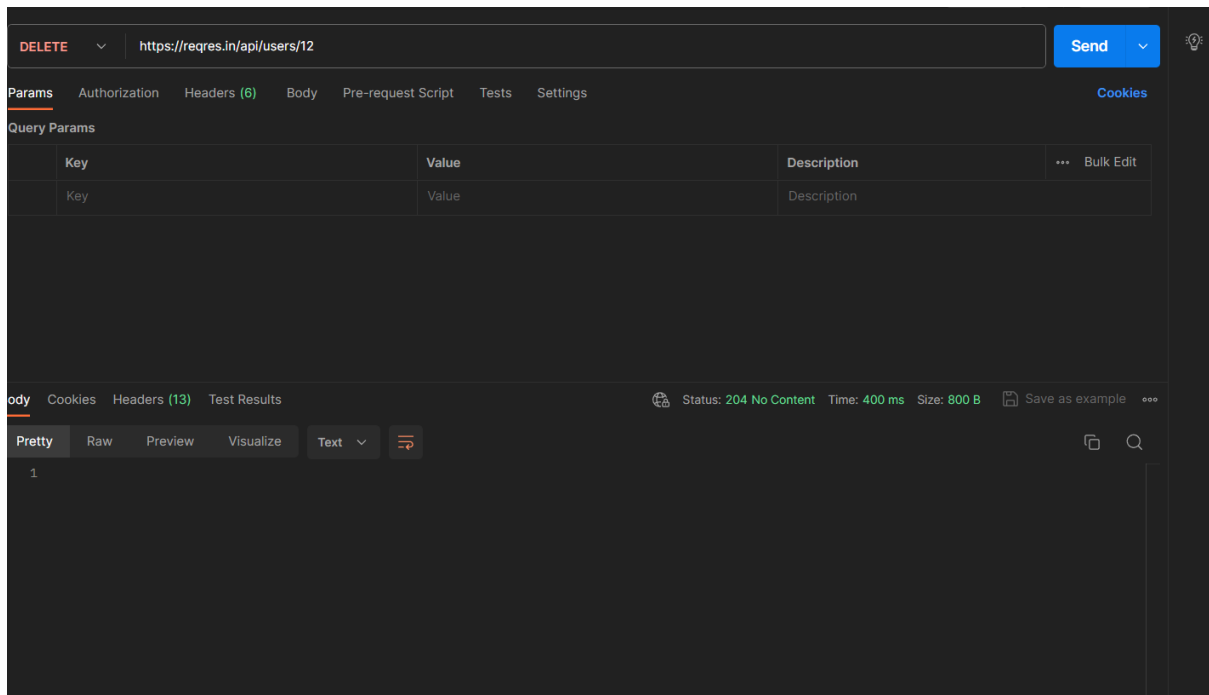 DELETE https://reqres.in/api/users/12 Send
Params Authorization Headers (6) Body Pre-request Script Tests Settings Cookies
Query Params
Key Value Description ••• Bulk Edit
Key Value Description
ody Cookies Headers (13) Test Results Status: 204 No Content Time: 400 ms Size: 800 B Save as example •••
Pretty Raw Preview Visualize Text
1